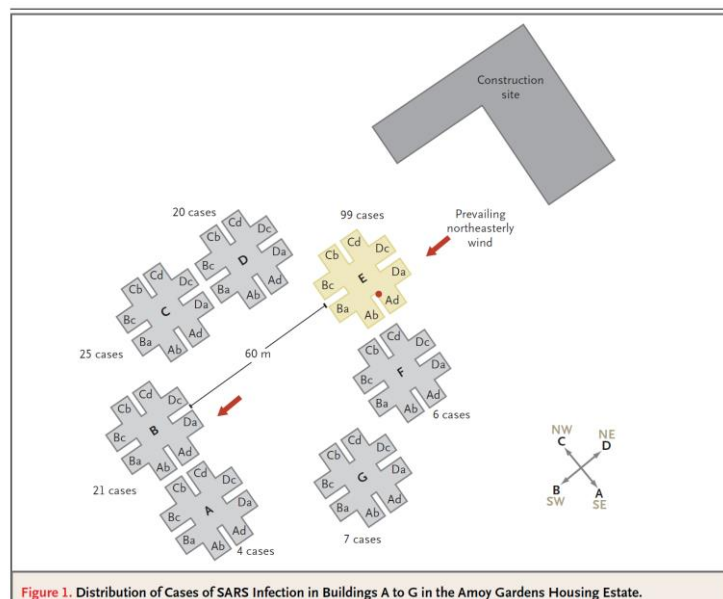 Construction
site
20 cases
99 cases
Prevailing
northeasterly
wind
Cd
Cb
Dc
D
Da
Bc
Ad
Ba
Ab
Cd
Cb
Dc
E
Da
Bc
Ad
Ba
Ab
Cd
Cb
Dc
C
Da
Bc
Ad
Ba
Ab
25 cases
60 m
Cd
Cb
Dc
F
Da
Bc
Ad
Ba
Ab
6 cases
Cd
Cb
Dc
B
Da
Bc
Ad
Ba
Ab
21 cases
Cd
Cb
Dc
G
Da
Bc
Ad
Ba
Ab
7 cases
Cd
Cb
Dc
A
Da
Bc
Ad
Ba
Ab
4 cases
NW
C
NE
D
B
SW
A
SE
Figure 1. Distribution of Cases of SARS Infection in Buildings A to G in the Amoy Gardens Housing Estate.